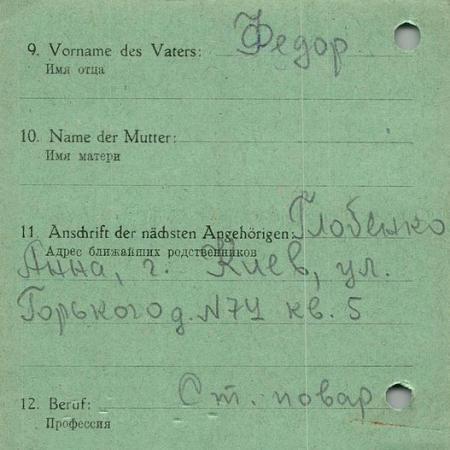 9. Vorname des Vaters: Федор
Имя отца
10. Name der Mutter:
Имя матери
11. Anschrift der nächsten Angehörigen: Глобенко
Адрес ближайших родственников
Анна, г. Киев, ул.
Горького д. N74 кв. 5
12. Beruf: Ст. повар
Профессия